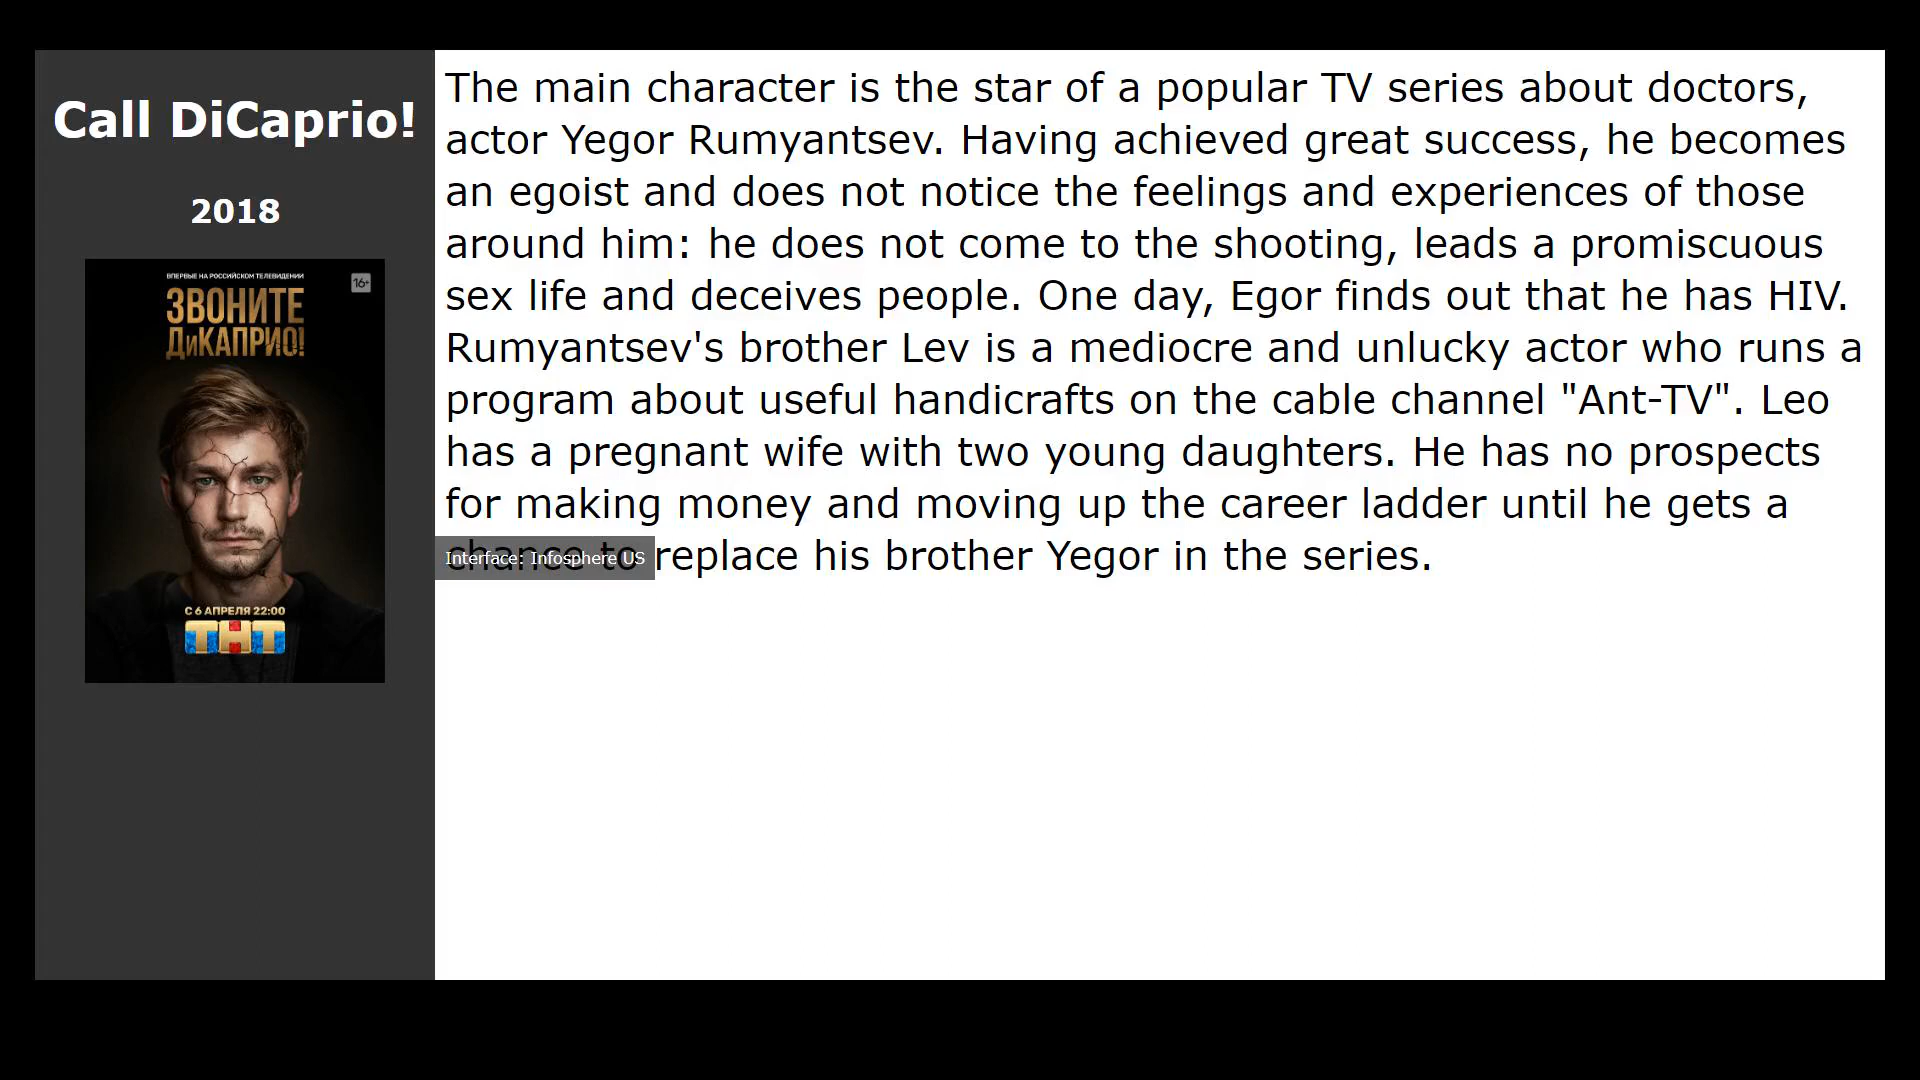 Call DiCaprio!
2018
ВПЕРВЫЕ НА РОССИЙСКОМ ТЕЛЕВИДЕНИИ
16+
ЗВОНИТЕ
ДиКАПРИО!
С 6 АПРЕЛЯ 22:00
ТНТ
The main character is the star of a popular TV series about doctors,
actor Yegor Rumyantsev. Having achieved great success, he becomes
an egoist and does not notice the feelings and experiences of those
around him: he does not come to the shooting, leads a promiscuous
sex life and deceives people. One day, Egor finds out that he has HIV.
Rumyantsev's brother Lev is a mediocre and unlucky actor who runs a
program about useful handicrafts on the cable channel "Ant-TV". Leo
has a pregnant wife with two young daughters. He has no prospects
for making money and moving up the career ladder until he gets a
chance to replace his brother Yegor in the series.
Interface: Infosphere US